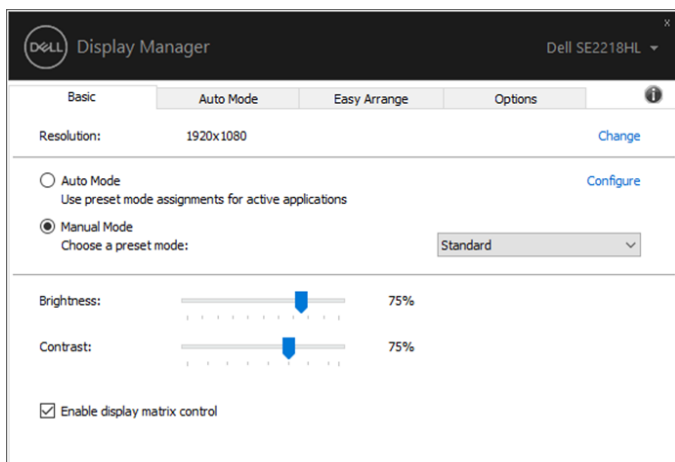 x
DELL Display Manager Dell SE2218HL
Basic Auto Mode Easy Arrange Options i
Resolution: 1920x1080 Change
Auto Mode Configure
Use preset mode assignments for active applications
Manual Mode
Choose a preset mode: Standard
Brightness: 75%
Contrast: 75%
Enable display matrix control